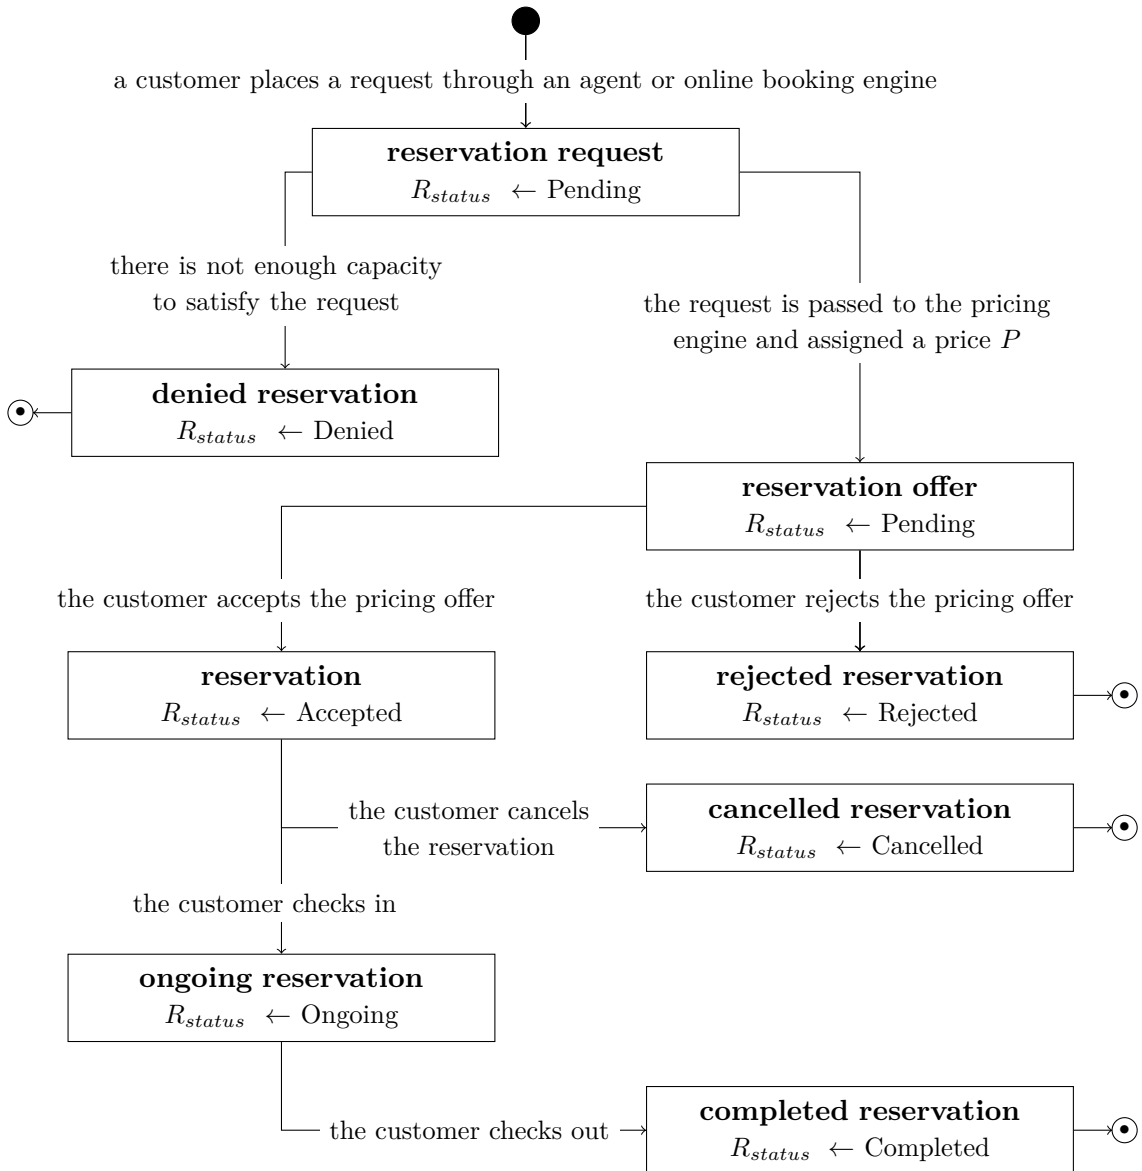 a customer places a request through an agent or online booking engine
reservation request
R_status ← Pending
there is not enough capacity
to satisfy the request
the request is passed to the pricing
engine and assigned a price P
denied reservation
R_status ← Denied
reservation offer
R_status ← Pending
the customer accepts the pricing offer
the customer rejects the pricing offer
reservation
R_status ← Accepted
rejected reservation
R_status ← Rejected
the customer cancels
the reservation
cancelled reservation
R_status ← Cancelled
the customer checks in
ongoing reservation
R_status ← Ongoing
the customer checks out
completed reservation
R_status ← Completed